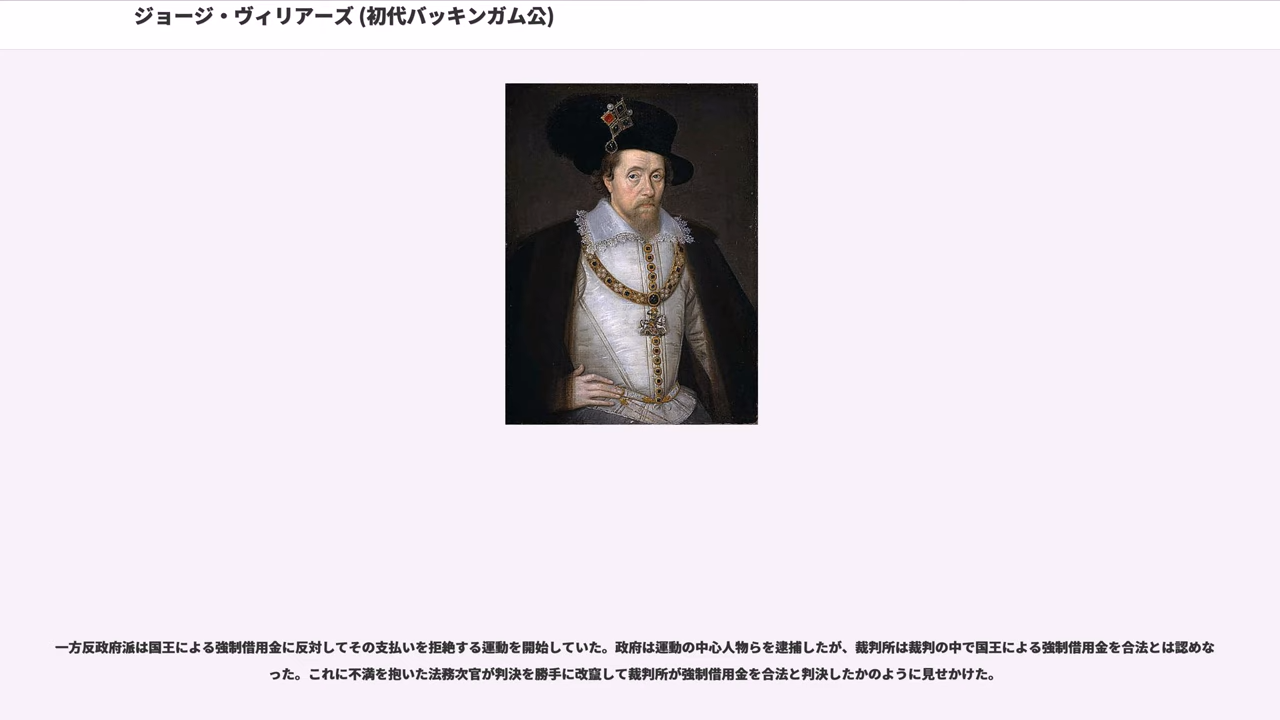 ジョージ・ヴィリアーズ (初代バッキンガム公)
一方反政府派は国王による強制借用金に反対してその支払いを拒絶する運動を開始していた。政府は運動の中心人物らを逮捕したが、裁判所は裁判の中で国王による強制借用金を合法とは認めな
った。これに不満を抱いた法務次官が判決を勝手に改竄して裁判所が強制借用金を合法と判決したかのように見せかけた。